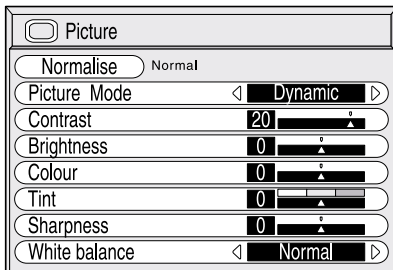 Picture
Normalise Normal
Picture Mode Dynamic
Contrast 20
Brightness 0
Colour 0
Tint 0
Sharpness 0
White balance Normal